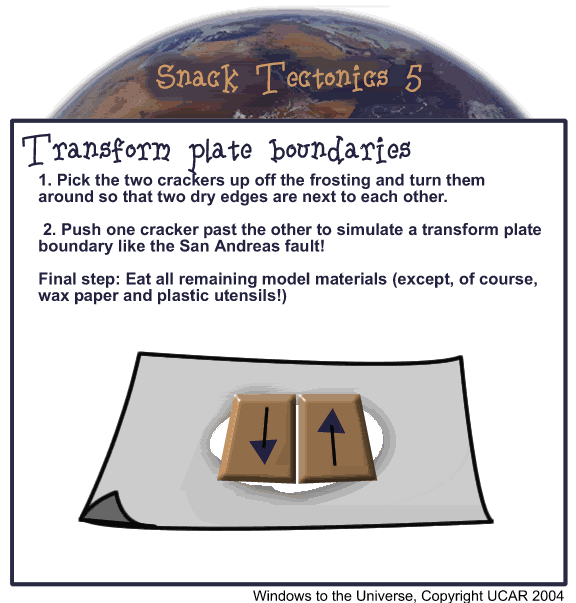 Snack Tectonics 5
Transform plate boundaries
1. Pick the two crackers up off the frosting and turn them
around so that two dry edges are next to each other.
2. Push one cracker past the other to simulate a transform plate
boundary like the San Andreas fault!
Final step: Eat all remaining model materials (except, of course,
wax paper and plastic utensils!)
Windows to the Universe, Copyright UCAR 2004